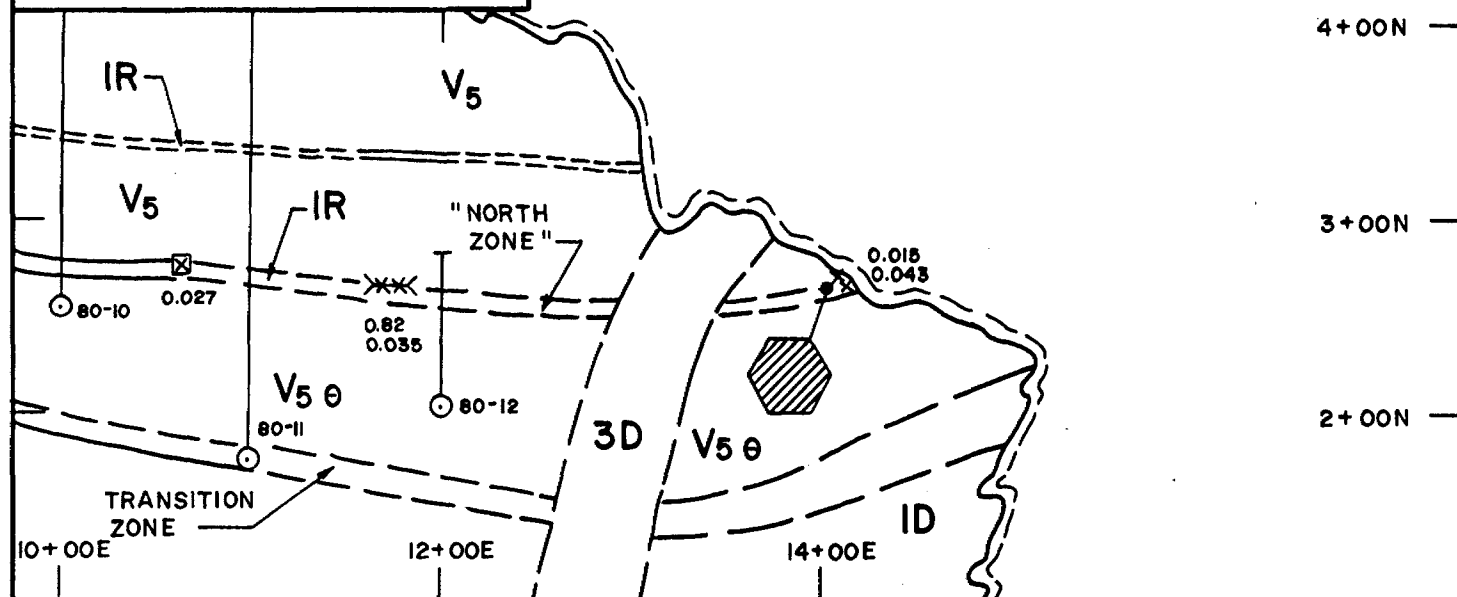 4+00N
IR
V5
V5
IR
"NORTH
ZONE"
3+00N
0.015
0.043
0.027
80-10
0.82
0.035
V5 θ
80-12
2+00N
80-11
3D
V5 θ
TRANSITION
ZONE
1D
10+00E
12+00E
14+00E